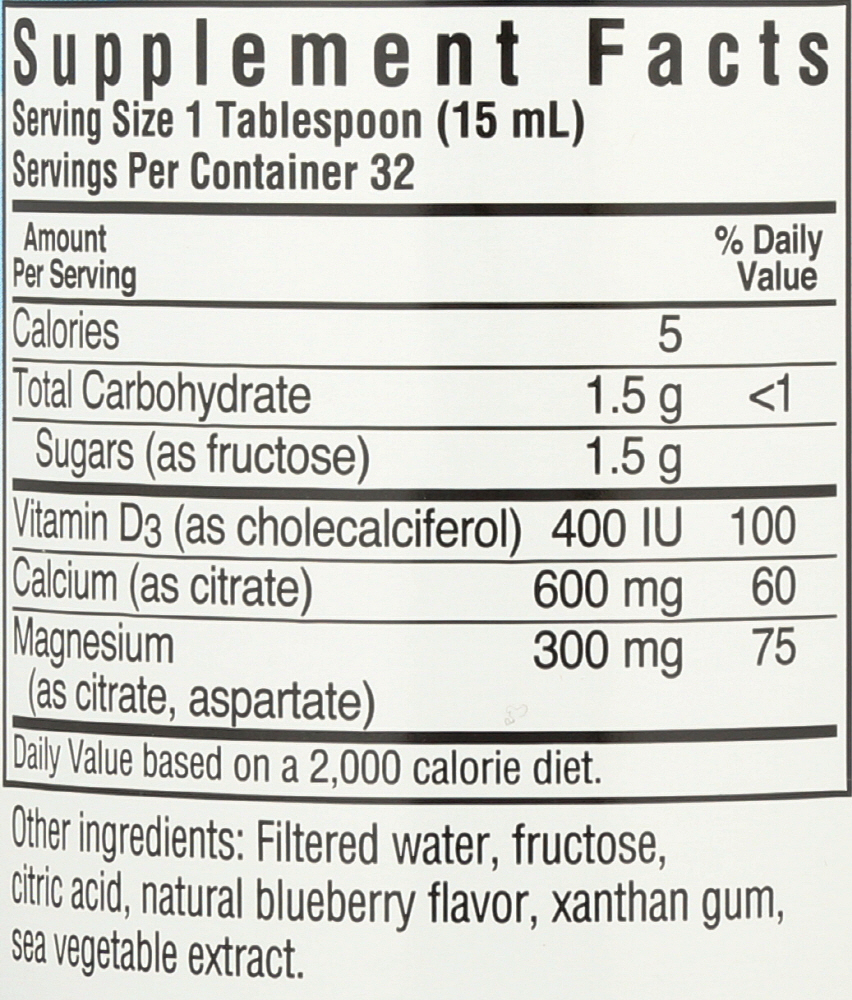 Supplement Facts
Serving Size 1 Tablespoon (15 mL)
Servings Per Container 32
Amount
Per Serving
% Daily
Value
Calories 5
Total Carbohydrate 1.5 g <1
Sugars (as fructose) 1.5 g
Vitamin D3 (as cholecalciferol) 400 IU 100
Calcium (as citrate) 600 mg 60
Magnesium 300 mg 75
(as citrate, aspartate)
Daily Value based on a 2,000 calorie diet.
Other ingredients: Filtered water, fructose,
citric acid, natural blueberry flavor, xanthan gum,
sea vegetable extract.